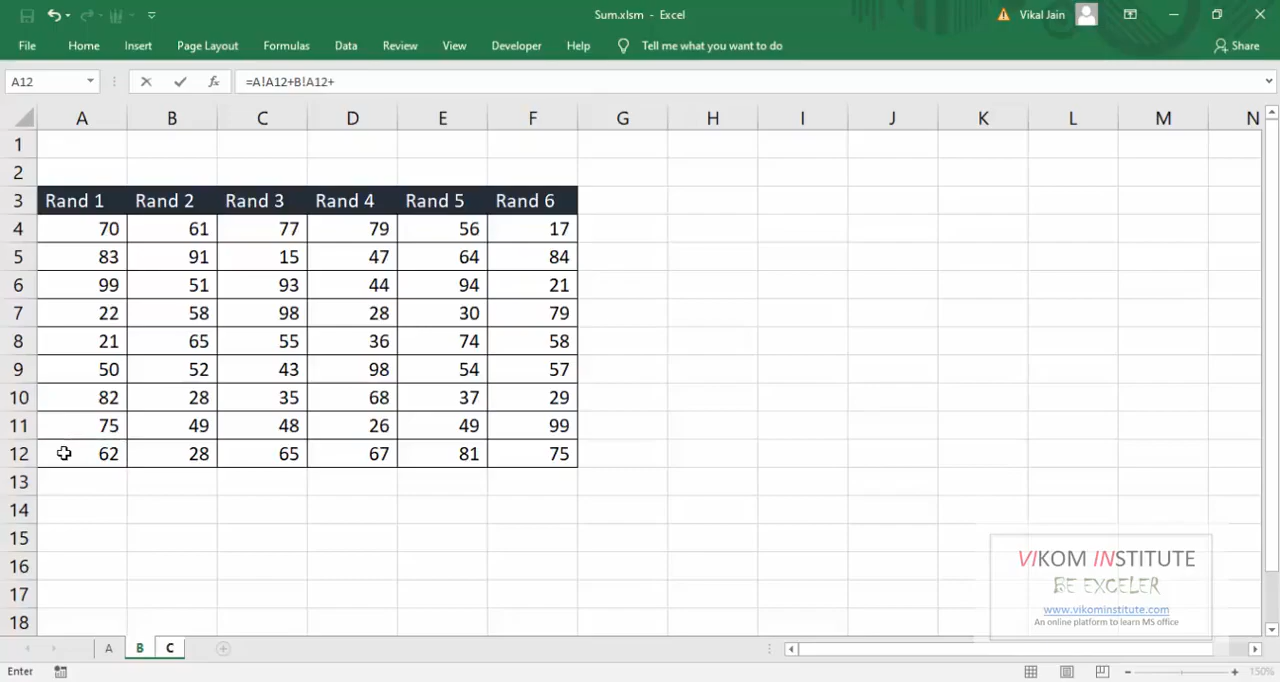 Sum.xlsm - Excel
Vikal Jain
File Home Insert Page Layout Formulas Data Review View Developer Help Tell me what you want to do Share
A12 fx =A!A12+B!A12+
A B C D E F G H I J K L M N
1
2
3 Rand 1 Rand 2 Rand 3 Rand 4 Rand 5 Rand 6
4 70 61 77 79 56 17
5 83 91 15 47 64 84
6 99 51 93 44 94 21
7 22 58 98 28 30 79
8 21 65 55 36 74 58
9 50 52 43 98 54 57
10 82 28 35 68 37 29
11 75 49 48 26 49 99
12 62 28 65 67 81 75
13
14
15
16
17
18
VIKOM INSTITUTE
BE EXCELER
www.vikominstitute.com
An online platform to learn MS office
A B C
Enter 150%